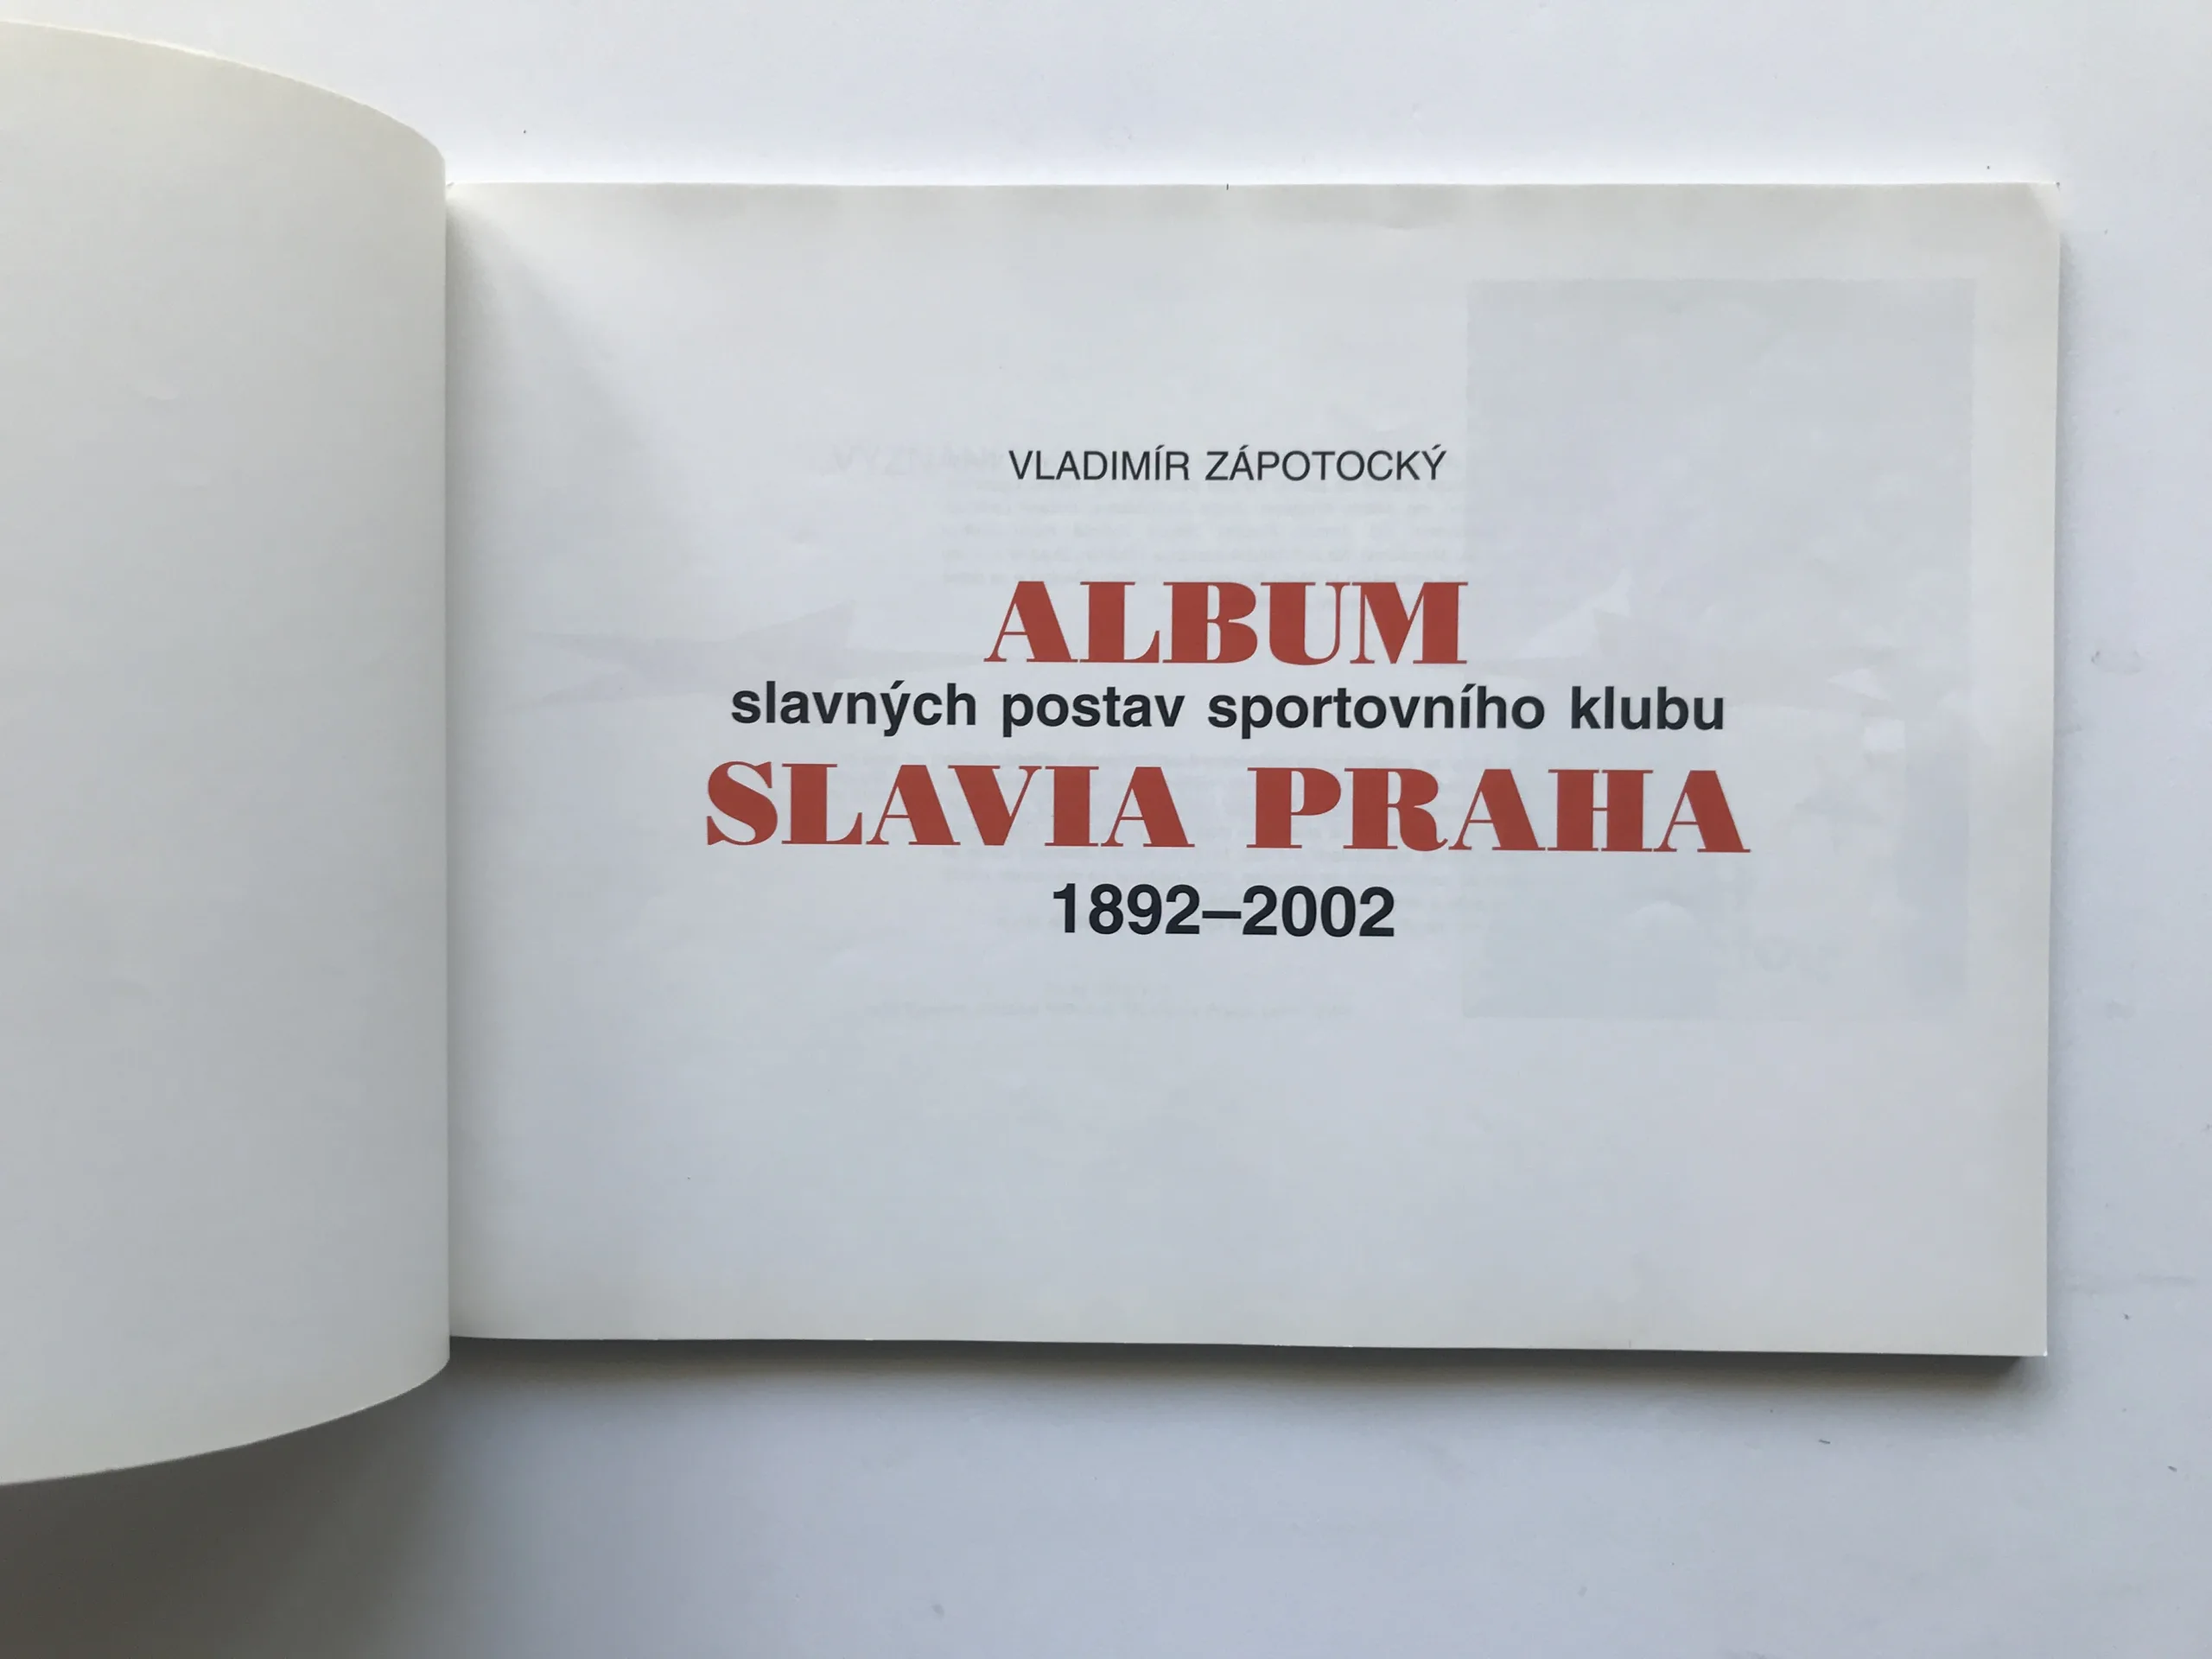 VLADIMÍR ZÁPOTOCKÝ
ALBUM
slavných postav sportovního klubu
SLAVIA PRAHA
1892–2002